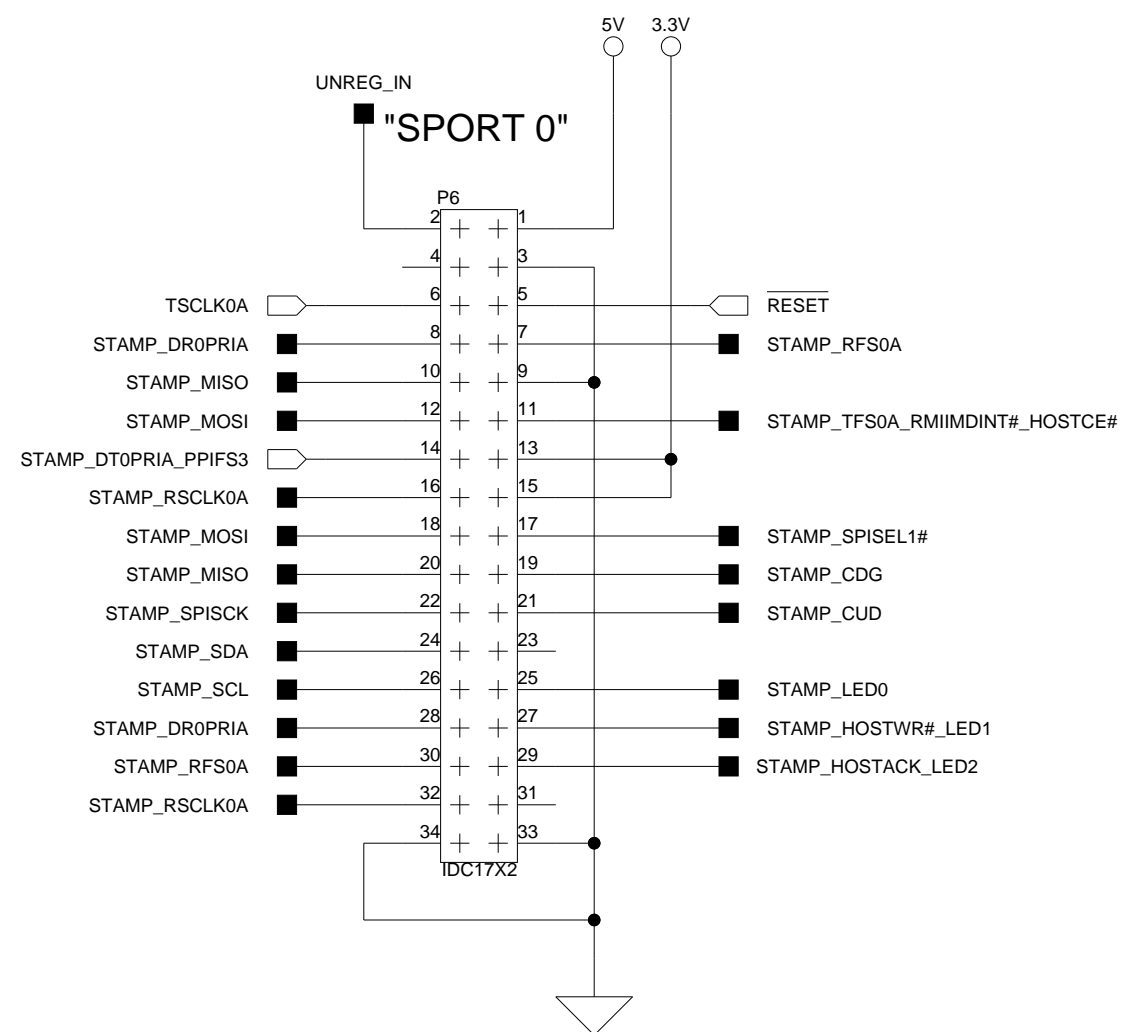 5V 3.3V
UNREG_IN
"SPORT 0"
P6
2 1
4 3
TSCLK0A 6 5 RESET
STAMP_DR0PRIA 8 7 STAMP_RFS0A
STAMP_MISO 10 9
STAMP_MOSI 12 11 STAMP_TFS0A_RMIIMDINT#_HOSTCE#
STAMP_DT0PRIA_PPIFS3 14 13
STAMP_RSCLK0A 16 15
STAMP_MOSI 18 17 STAMP_SPISEL1#
STAMP_MISO 20 19 STAMP_CDG
STAMP_SPISCK 22 21 STAMP_CUD
STAMP_SDA 24 23
STAMP_SCL 26 25 STAMP_LED0
STAMP_DR0PRIA 28 27 STAMP_HOSTWR#_LED1
STAMP_RFS0A 30 29 STAMP_HOSTACK_LED2
STAMP_RSCLK0A 32 31
34 33
IDC17X2